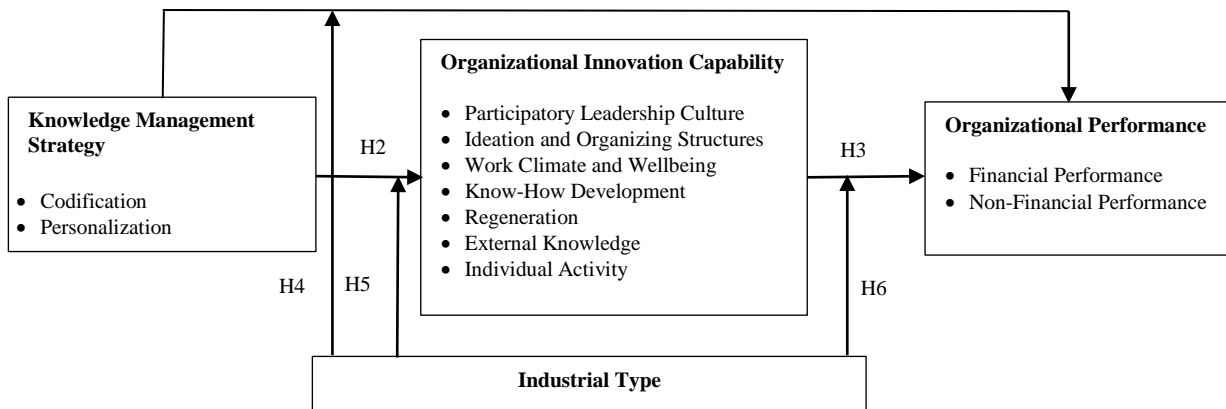 Knowledge Management
Strategy
• Codification
• Personalization
H2
Organizational Innovation Capability
• Participatory Leadership Culture
• Ideation and Organizing Structures
• Work Climate and Wellbeing
• Know-How Development
• Regeneration
• External Knowledge
• Individual Activity
H3
Organizational Performance
• Financial Performance
• Non-Financial Performance
H4
H5
H6
Industrial Type